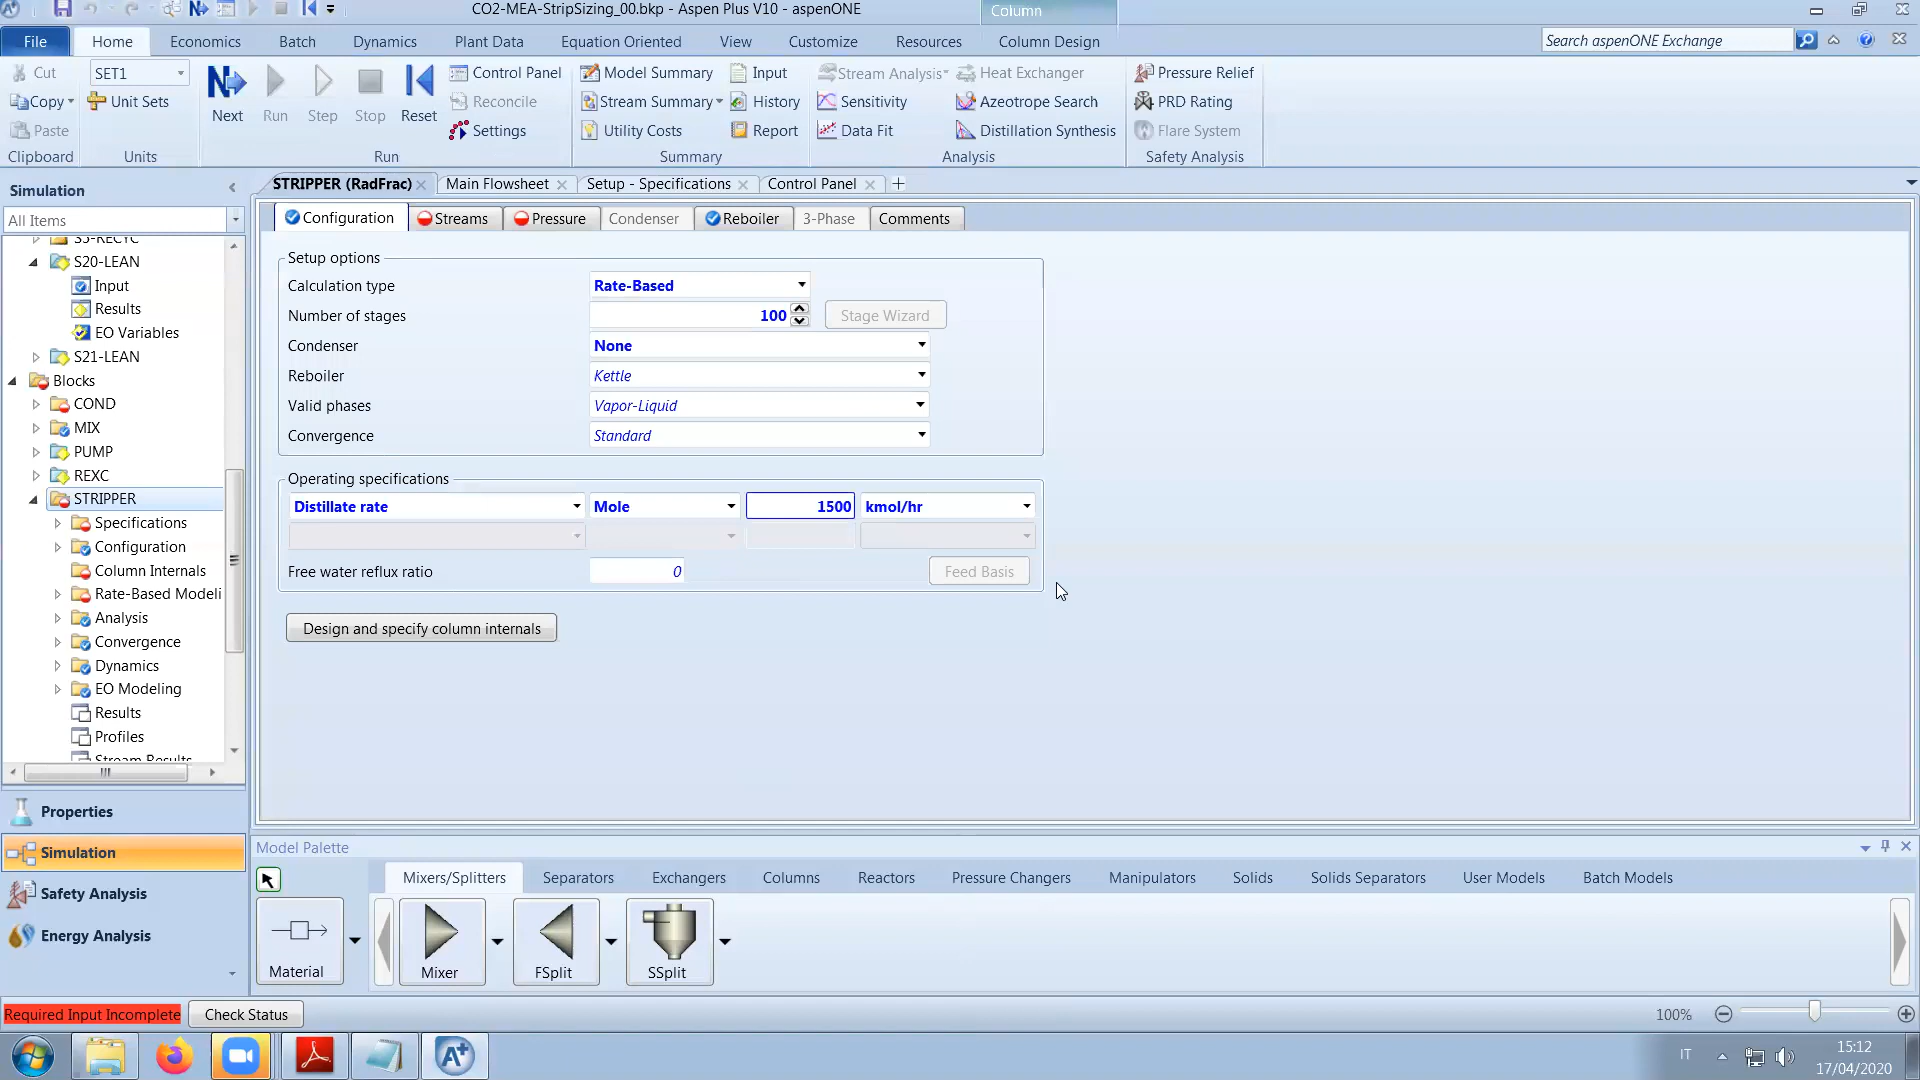 CO2-MEA-StripSizing_00.bkp - Aspen Plus V10 - aspenONE
Column
File
Home
Economics
Batch
Dynamics
Plant Data
Equation Oriented
View
Customize
Resources
Column Design
Search aspenONE Exchange
Cut
Copy
Paste
Clipboard
SET1
Unit Sets
Units
Next
Run
Step
Stop
Reset
Control Panel
Reconcile
Settings
Run
Model Summary
Stream Summary
Utility Costs
Input
History
Report
Summary
Stream Analysis
Sensitivity
Data Fit
Heat Exchanger
Azeotrope Search
Distillation Synthesis
Analysis
Pressure Relief
PRD Rating
Flare System
Safety Analysis
Simulation
All Items
S5-RECYC
S20-LEAN
Input
Results
EO Variables
S21-LEAN
Blocks
COND
MIX
PUMP
REXC
STRIPPER
Specifications
Configuration
Column Internals
Rate-Based Modeli
Analysis
Convergence
Dynamics
EO Modeling
Results
Profiles
Stream Results
Properties
Simulation
Safety Analysis
Energy Analysis
STRIPPER (RadFrac)
Main Flowsheet
Setup - Specifications
Control Panel
Configuration
Streams
Pressure
Condenser
Reboiler
3-Phase
Comments
Setup options
Calculation type
Rate-Based
Number of stages
100
Stage Wizard
Condenser
None
Reboiler
Kettle
Valid phases
Vapor-Liquid
Convergence
Standard
Operating specifications
Distillate rate
Mole
1500
kmol/hr
Free water reflux ratio
0
Feed Basis
Design and specify column internals
Model Palette
Mixers/Splitters
Separators
Exchangers
Columns
Reactors
Pressure Changers
Manipulators
Solids
Solids Separators
User Models
Batch Models
Material
Mixer
FSplit
SSplit
Required Input Incomplete
Check Status
100%
IT
15:12
17/04/2020